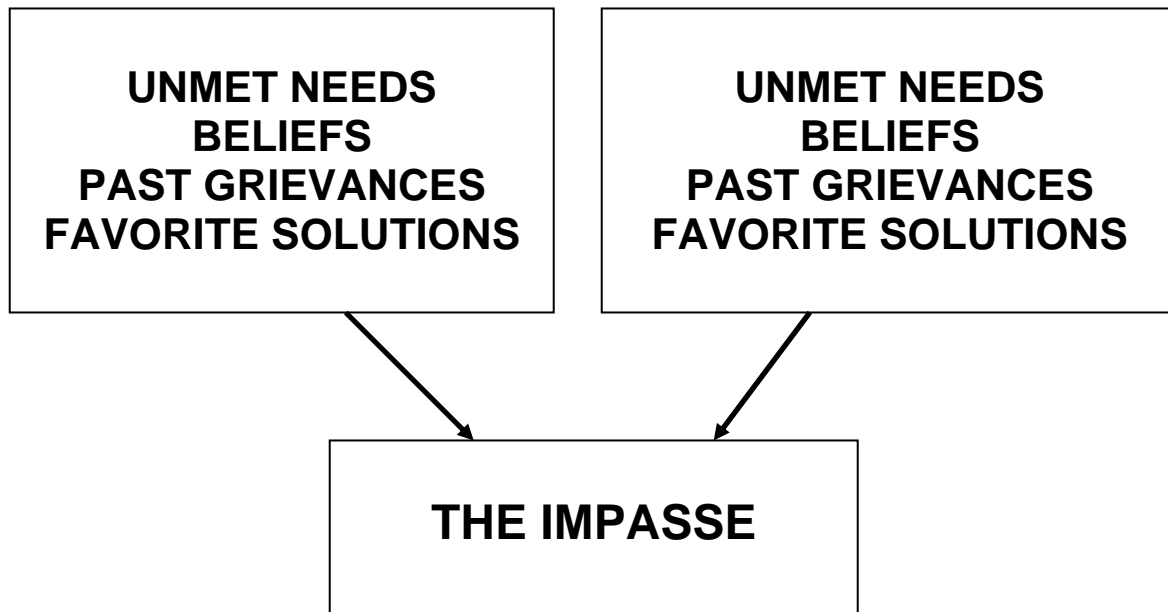 UNMET NEEDS
BELIEFS
PAST GRIEVANCES
FAVORITE SOLUTIONS
UNMET NEEDS
BELIEFS
PAST GRIEVANCES
FAVORITE SOLUTIONS
THE IMPASSE